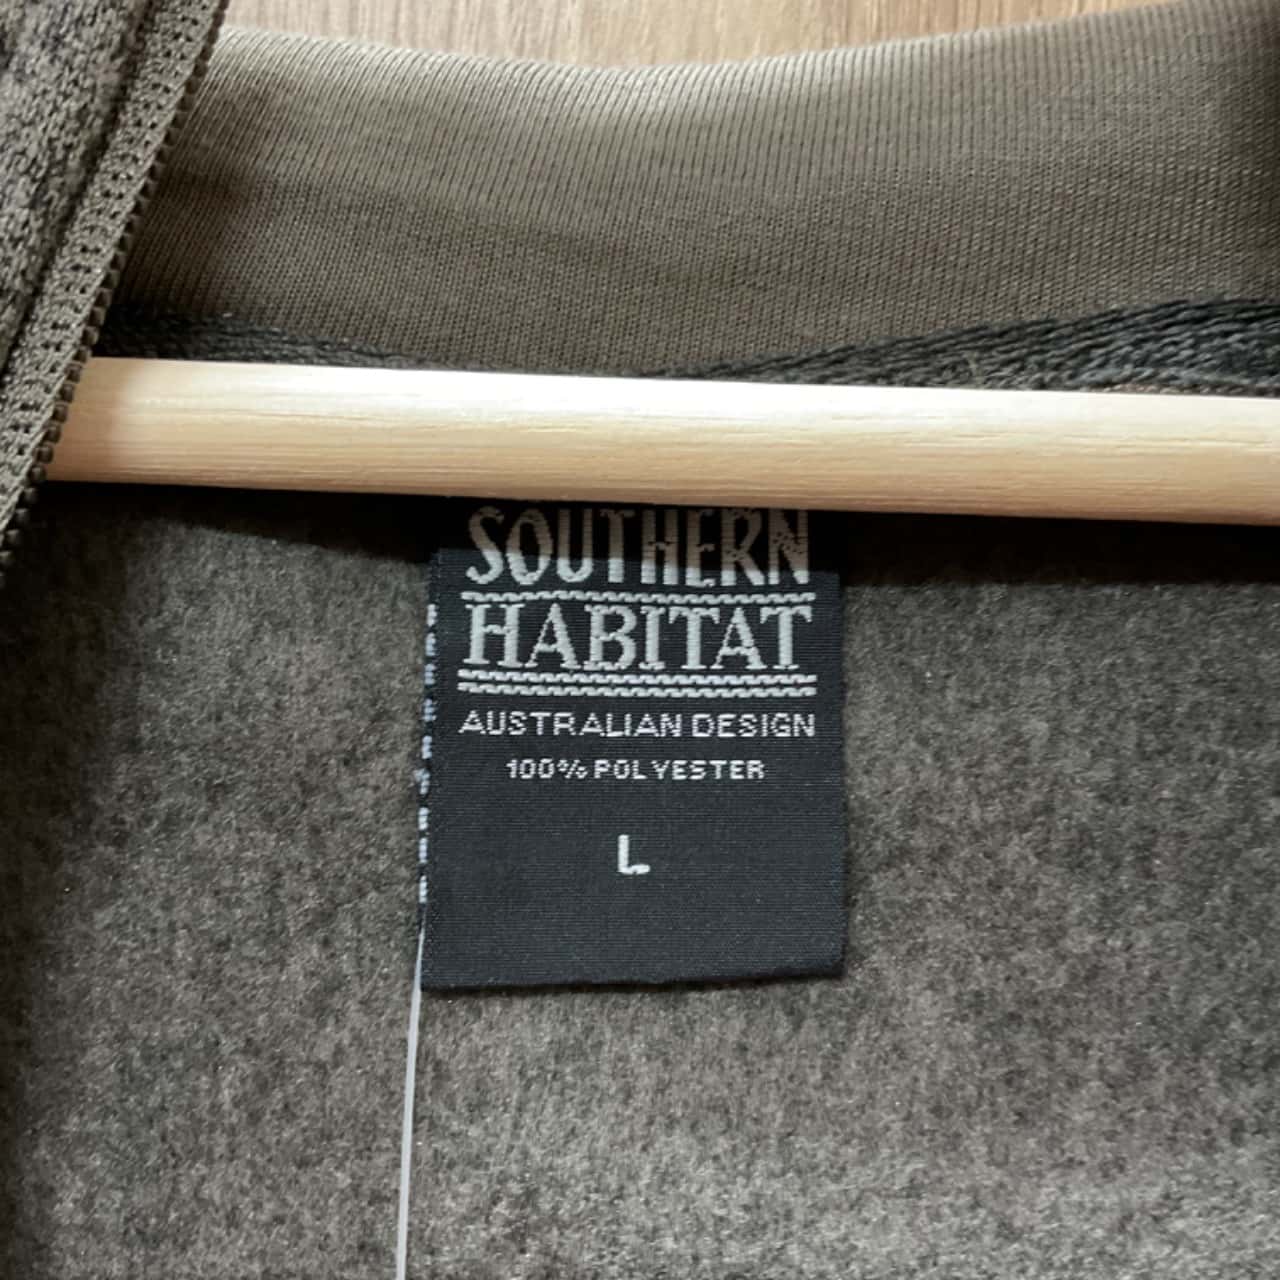 SOUTHERN
HABITAT
AUSTRALIAN DESIGN
100% POLYESTER
L